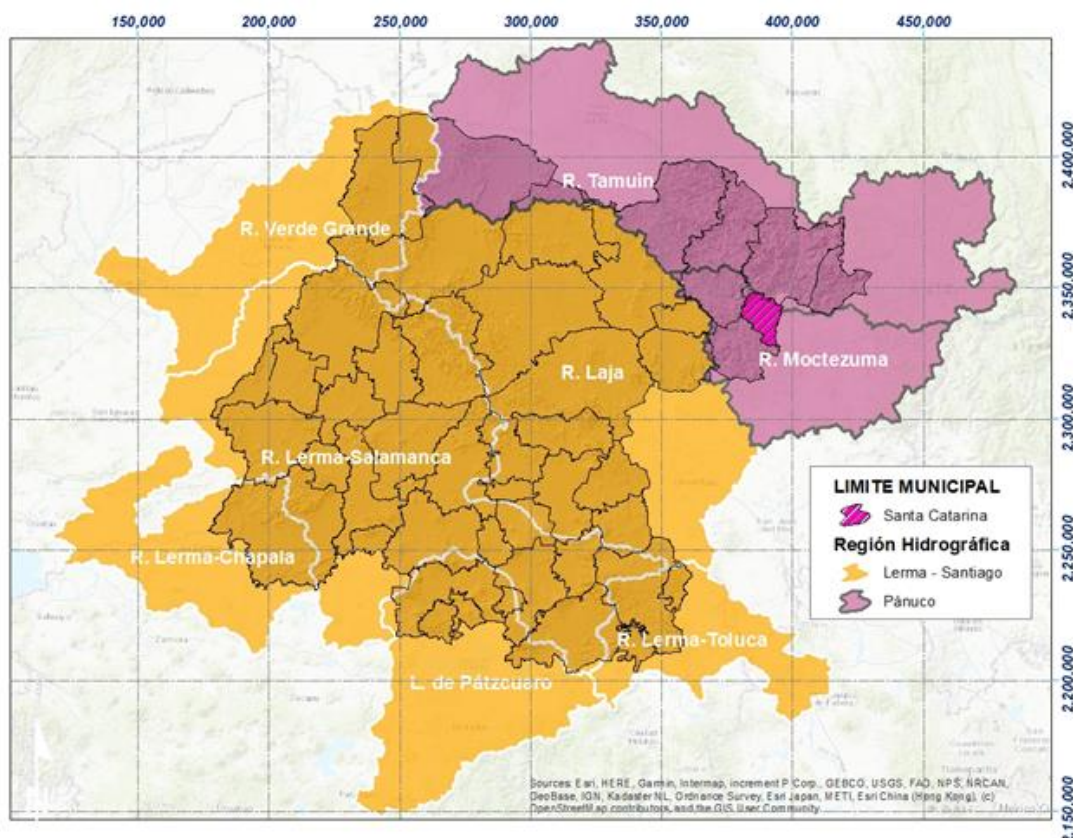 150,000 200,000 250,000 300,000 350,000 400,000 450,000
2,400,000
R. Tamuin
R. Verde Grande
2,350,000
R. Moctezuma
R. Laja
2,300,000
R. Lerma-Salamanca
LIMITE MUNICIPAL
Santa Catarina
Región Hidrográfica
Lerma - Santiago
Pánuco
R. Lerma-Chapala
2,250,000
R. Lerma-Toluca
L. de Pátzcuaro
2,200,000
Sources: Esri, HERE, Garmin, Intermap, increment P Corp., GEBCO, USGS, FAO, NPS, NRCAN,
GeoBase, IGN, Kadaster NL, Ordnance Survey, Esri Japan, METI, Esri China (Hong Kong), (c)
OpenStreetMap contributors, and the GIS User Community
2,150,000